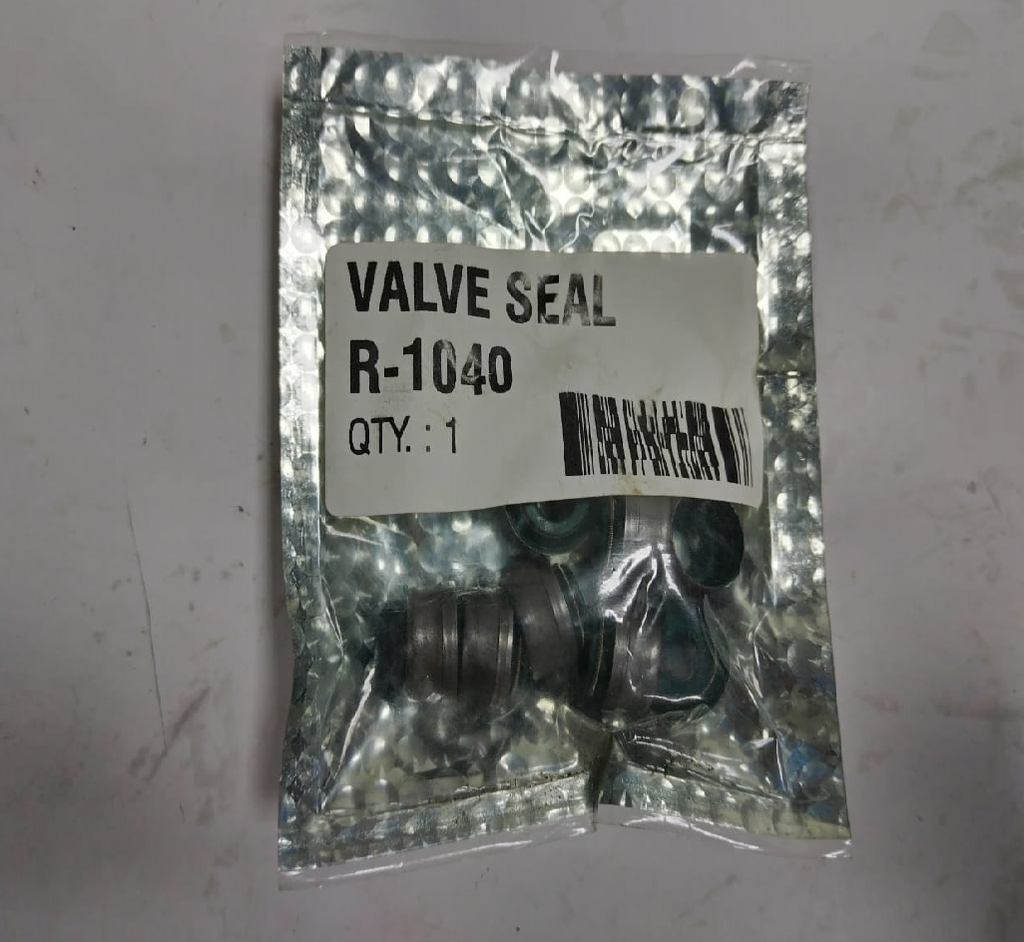 VALVE SEAL
R-1040
QTY. : 1